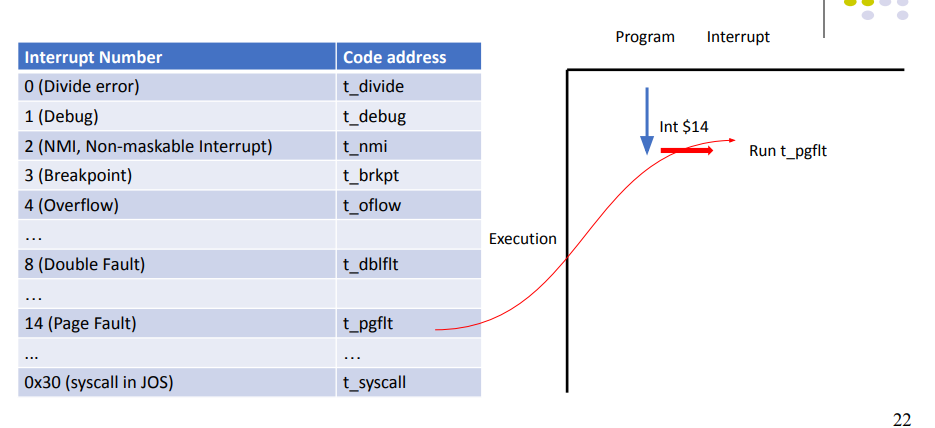 Interrupt Number Code address
0 (Divide error) t_divide
1 (Debug) t_debug
2 (NMI, Non-maskable Interrupt) t_nmi
3 (Breakpoint) t_brkpt
4 (Overflow) t_oflow
…
8 (Double Fault) t_dblflt
…
14 (Page Fault) t_pgflt
... …
0x30 (syscall in JOS) t_syscall
Program Interrupt
Int $14
Run t_pgflt
Execution
22